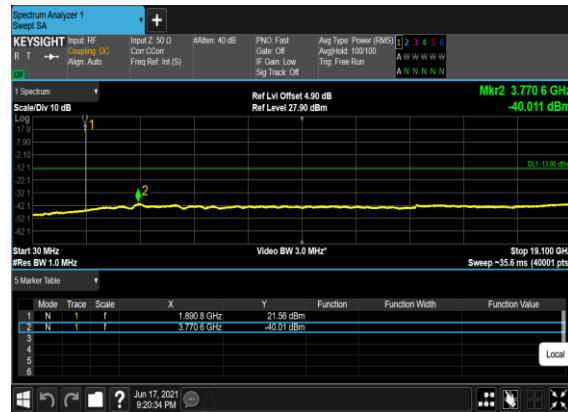 Spectrum Analyzer 1
Swept SA
+
KEYSIGHT Input: RF Input Z: 50 Ω #Atten: 40 dB PNO: Fast Avg Type: Power (RMS) 1 2 3 4 5 6
R T Coupling: DC Corr CCorr Gate: Off Avg|Hold: 100/100 A W W W W W
Align: Auto Freq Ref: Int (S) IF Gain: Low Trig: Free Run A N N N N N
LXI Sig Track: Off
1 Spectrum Ref Lvl Offset 4.90 dB Mkr2 3.770 6 GHz
Scale/Div 10 dB Ref Level 27.90 dBm -40.011 dBm
Log
17.9 1
7.90
-2.10
-12.1 DL1 -13.00 dBm
-22.1
-32.1 2
-42.1
-52.1
-62.1
Start 30 MHz Video BW 3.0 MHz* Stop 19.100 GHz
#Res BW 1.0 MHz Sweep ~35.6 ms (40001 pts)
5 Marker Table
Mode Trace Scale X Y Function Function Width Function Value
1 N 1 f 1.890 8 GHz 21.56 dBm
2 N 1 f 3.770 6 GHz -40.01 dBm
3
4
5
6
Local
? Jun 17, 2021
9:20:34 PM